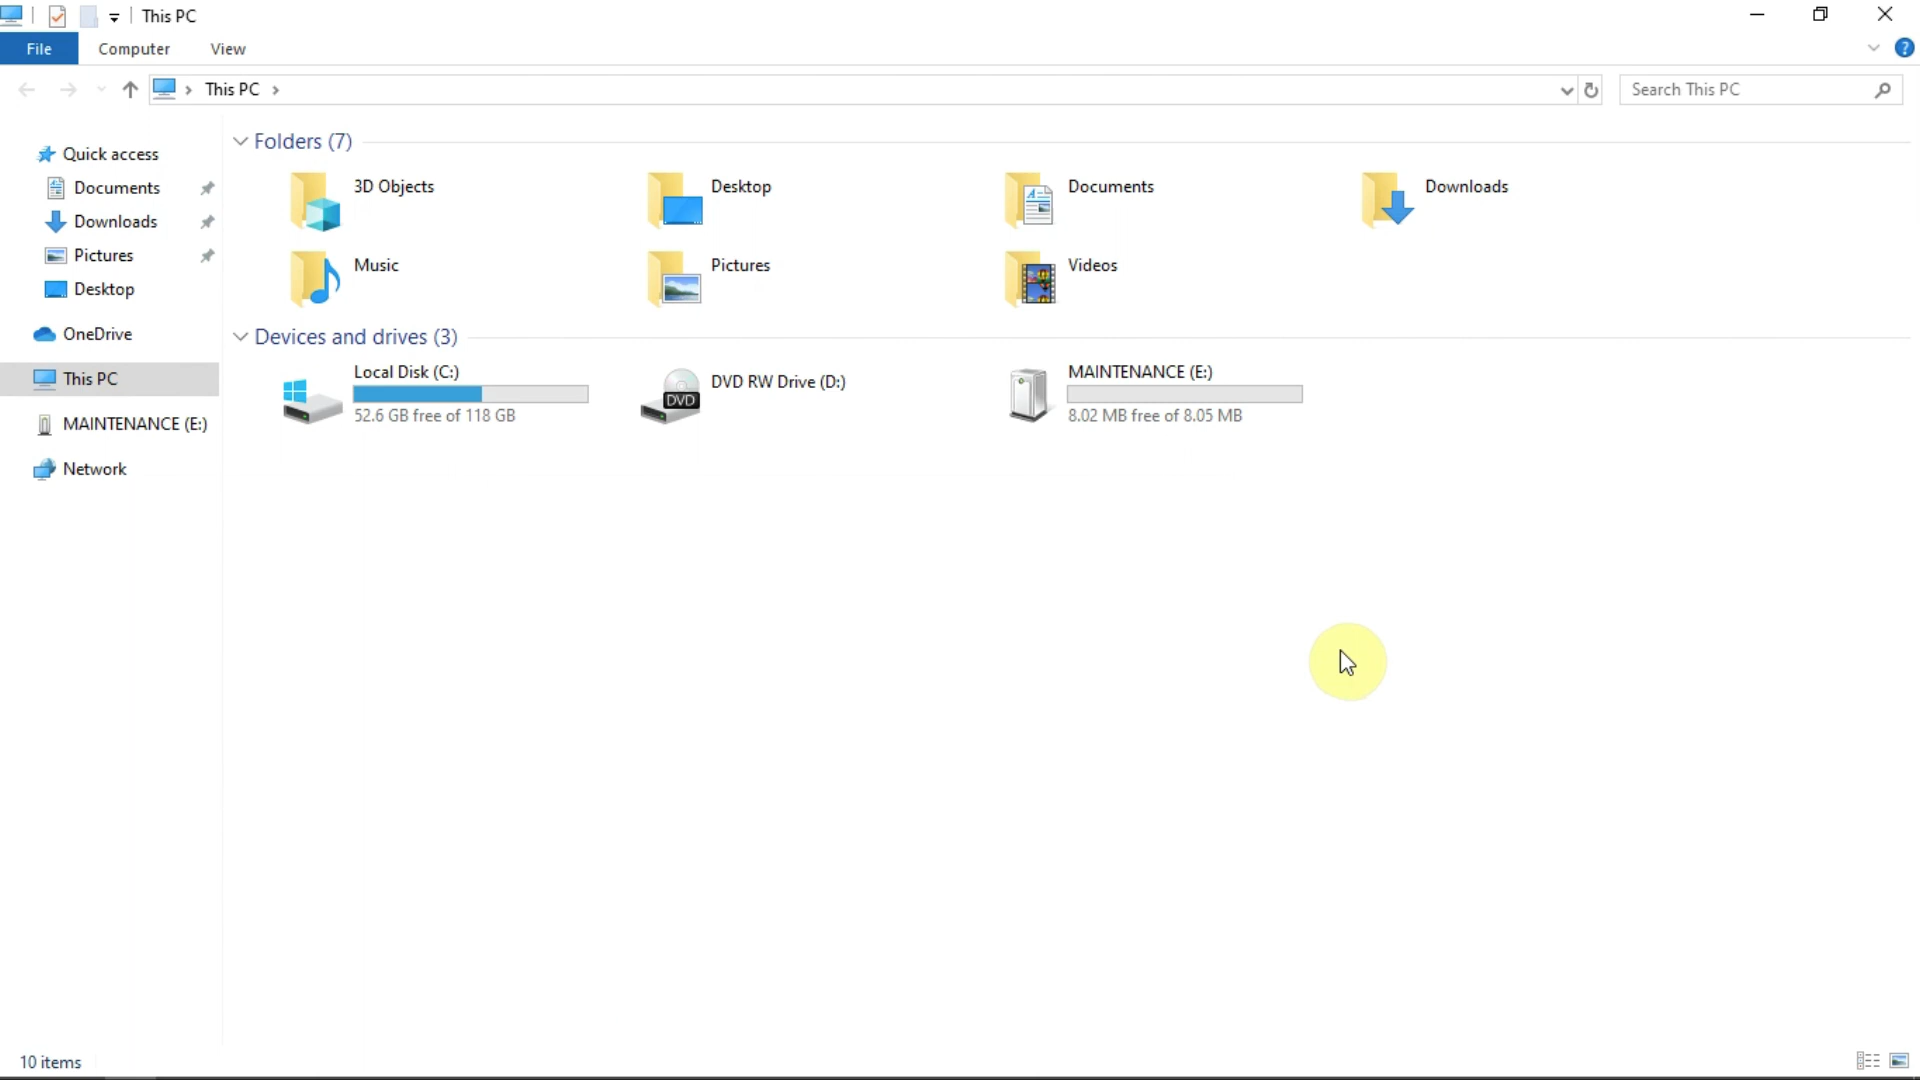 This PC
File Computer View
This PC
Search This PC
Quick access
Documents
Downloads
Pictures
Desktop
OneDrive
This PC
MAINTENANCE (E:)
Network
Folders (7)
3D Objects
Desktop
Documents
Downloads
Music
Pictures
Videos
Devices and drives (3)
Local Disk (C:)
52.6 GB free of 118 GB
DVD
DVD RW Drive (D:)
MAINTENANCE (E:)
8.02 MB free of 8.05 MB
10 items